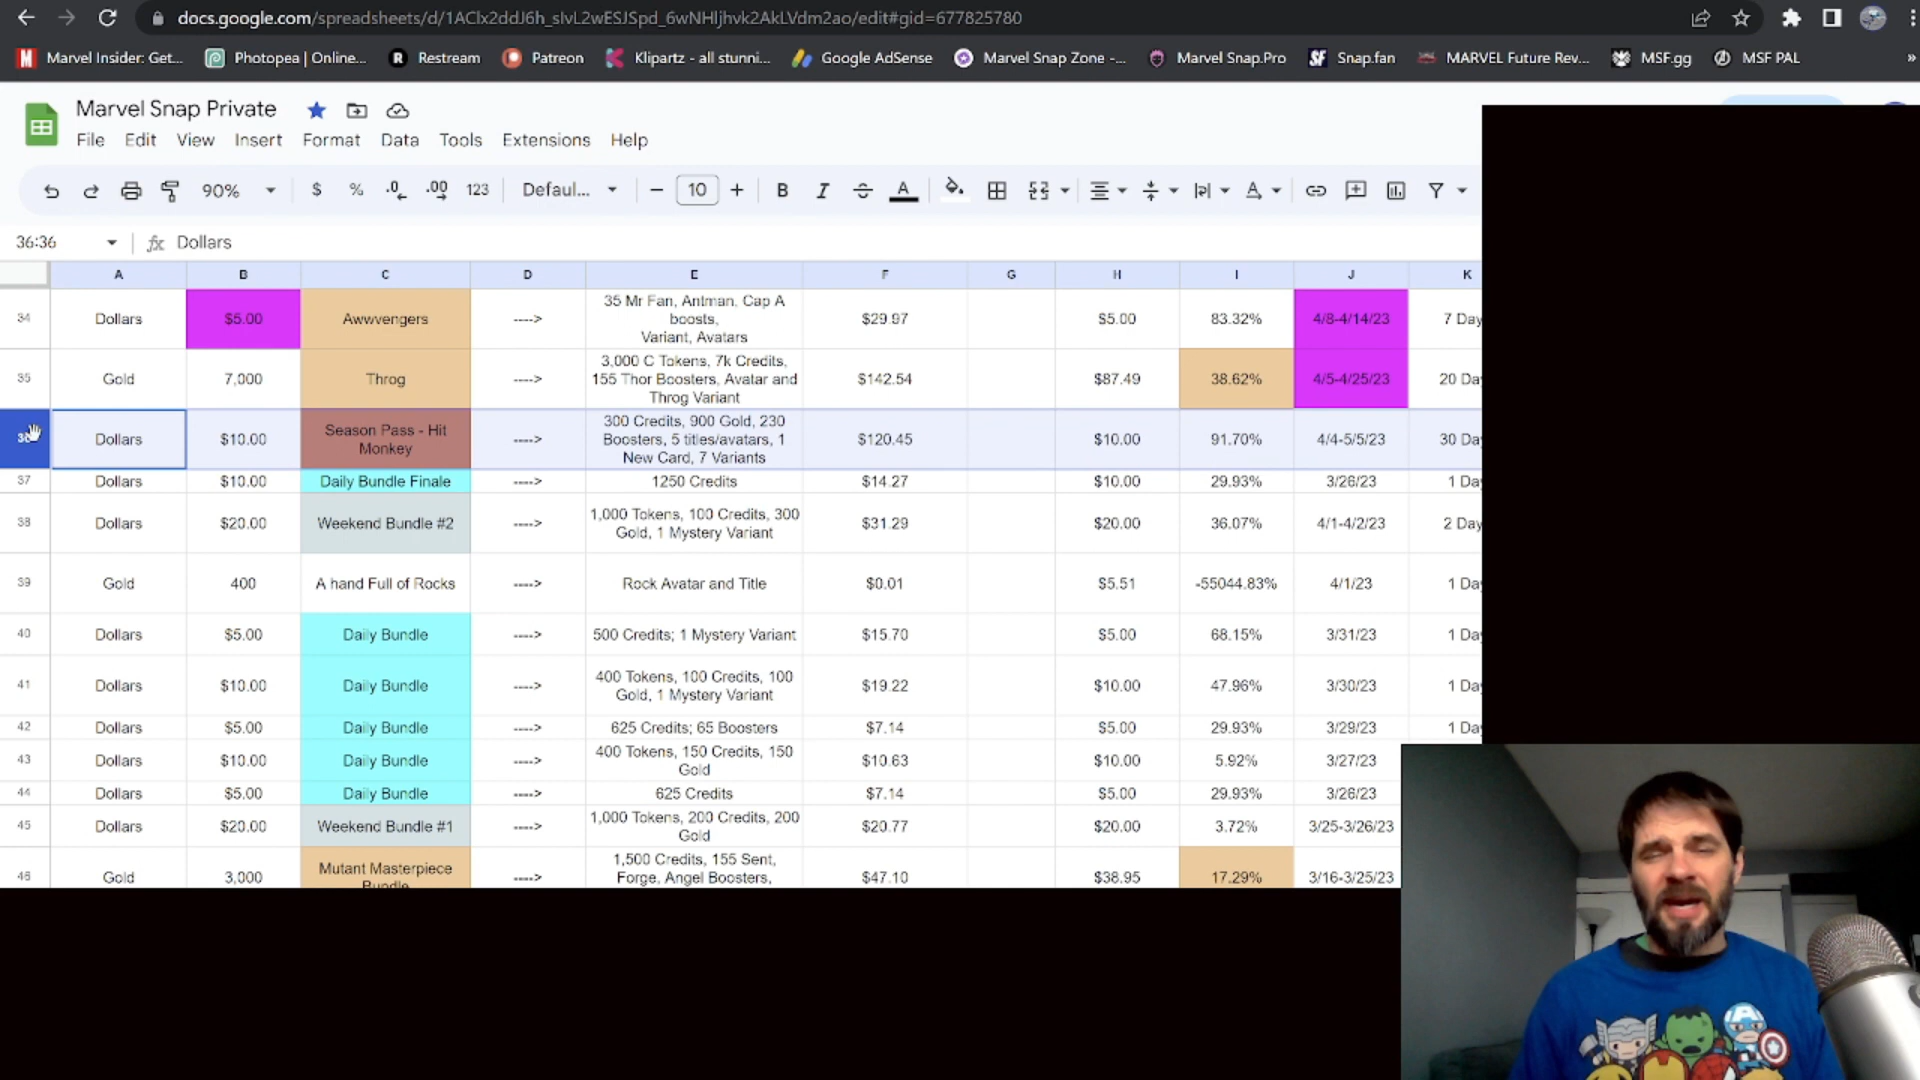 docs.google.com/spreadsheets/d/1AClx2ddJ6h_sIvL2wESJSpd_6wNHljhvk2AkLVdm2ao/edit#gid=677825780
Marvel Insider: Get... Photopea | Online... Restream Patreon Klipartz - all stunni... Google AdSense Marvel Snap Zone -... Marvel Snap.Pro Snap.fan MARVEL Future Rev... MSF.gg MSF PAL »
Marvel Snap Private
File Edit View Insert Format Data Tools Extensions Help
90% $ % .0 .00 123 Defaul... − 10 + B I A
36:36 fx Dollars
A B C D E F G H I J K
34 Dollars $5.00 Awwvengers ----> 35 Mr Fan, Antman, Cap A
boosts,
Variant, Avatars $29.97 $5.00 83.32% 4/8-4/14/23 7 Day
35 Gold 7,000 Throg ----> 3,000 C Tokens, 7k Credits,
155 Thor Boosters, Avatar and
Throg Variant $142.54 $87.49 38.62% 4/5-4/25/23 20 Da
36 Dollars $10.00 Season Pass - Hit
Monkey ----> 300 Credits, 900 Gold, 230
Boosters, 5 titles/avatars, 1
New Card, 7 Variants $120.45 $10.00 91.70% 4/4-5/5/23 30 Da
37 Dollars $10.00 Daily Bundle Finale ----> 1250 Credits $14.27 $10.00 29.93% 3/26/23 1 Da
38 Dollars $20.00 Weekend Bundle #2 ----> 1,000 Tokens, 100 Credits, 300
Gold, 1 Mystery Variant $31.29 $20.00 36.07% 4/1-4/2/23 2 Day
39 Gold 400 A hand Full of Rocks ----> Rock Avatar and Title $0.01 $5.51 -55044.83% 4/1/23 1 Da
40 Dollars $5.00 Daily Bundle ----> 500 Credits; 1 Mystery Variant $15.70 $5.00 68.15% 3/31/23 1 Da
41 Dollars $10.00 Daily Bundle ----> 400 Tokens, 100 Credits, 100
Gold, 1 Mystery Variant $19.22 $10.00 47.96% 3/30/23 1 Da
42 Dollars $5.00 Daily Bundle ----> 625 Credits; 65 Boosters $7.14 $5.00 29.93% 3/29/23 1 Da
43 Dollars $10.00 Daily Bundle ----> 400 Tokens, 150 Credits, 150
Gold $10.63 $10.00 5.92% 3/27/23 1 Da
44 Dollars $5.00 Daily Bundle ----> 625 Credits $7.14 $5.00 29.93% 3/26/23
45 Dollars $20.00 Weekend Bundle #1 ----> 1,000 Tokens, 200 Credits, 200
Gold $20.77 $20.00 3.72% 3/25-3/26/23
46 Gold 3,000 Mutant Masterpiece
Bundle ----> 1,500 Credits, 155 Sent,
Forge, Angel Boosters, $47.10 $38.95 17.29% 3/16-3/25/23